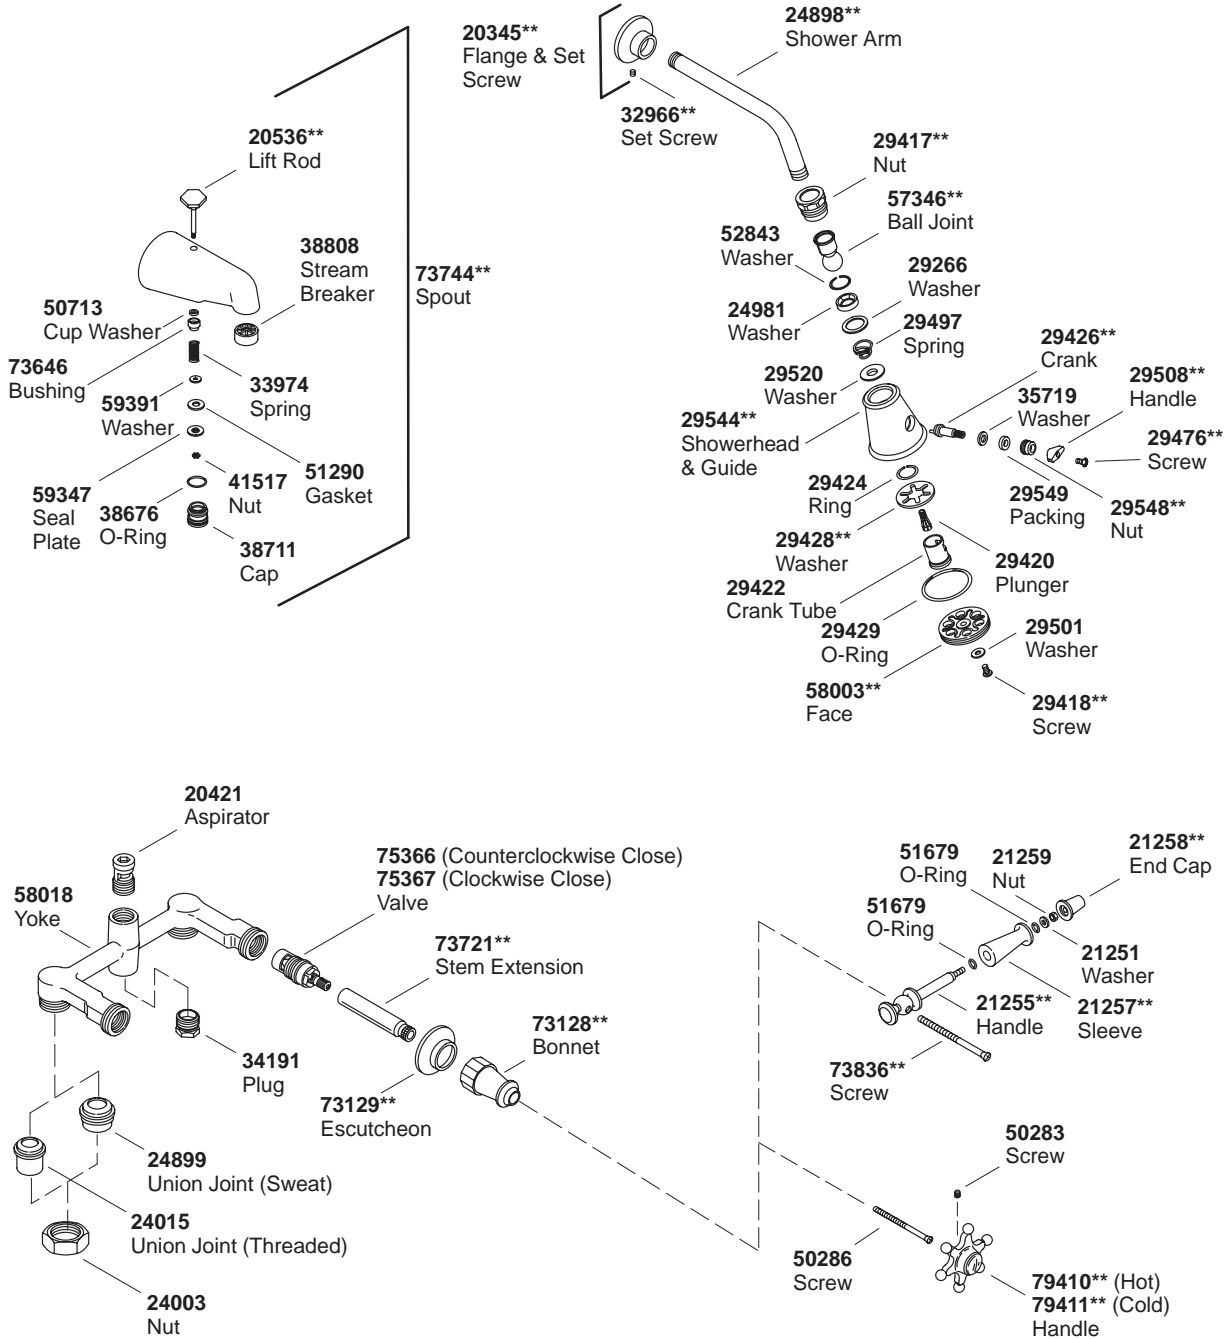 20345**
Flange & Set
Screw
24898**
Shower Arm
32966**
Set Screw
20536**
Lift Rod
29417**
Nut
57346**
Ball Joint
38808
Stream
Breaker
73744**
Spout
52843
Washer
29266
Washer
50713
Cup Washer
24981
Washer
29497
Spring
29426**
Crank
73646
Bushing
33974
Spring
29520
Washer
35719
Washer
29508**
Handle
59391
Washer
29544**
Showerhead
& Guide
29476**
Screw
59347
Seal
Plate
41517
Nut
51290
Gasket
29424
Ring
29549
Packing
29548**
Nut
38676
O-Ring
38711
Cap
29428**
Washer
29420
Plunger
29422
Crank Tube
29429
O-Ring
29501
Washer
58003**
Face
29418**
Screw
20421
Aspirator
75366 (Counterclockwise Close)
75367 (Clockwise Close)
Valve
58018
Yoke
73721**
Stem Extension
51679
O-Ring
21259
Nut
21258**
End Cap
51679
O-Ring
21251
Washer
21255**
Handle
21257**
Sleeve
73128**
Bonnet
73836**
Screw
34191
Plug
73129**
Escutcheon
24899
Union Joint (Sweat)
24015
Union Joint (Threaded)
24003
Nut
50283
Screw
50286
Screw
79410** (Hot)
79411** (Cold)
Handle